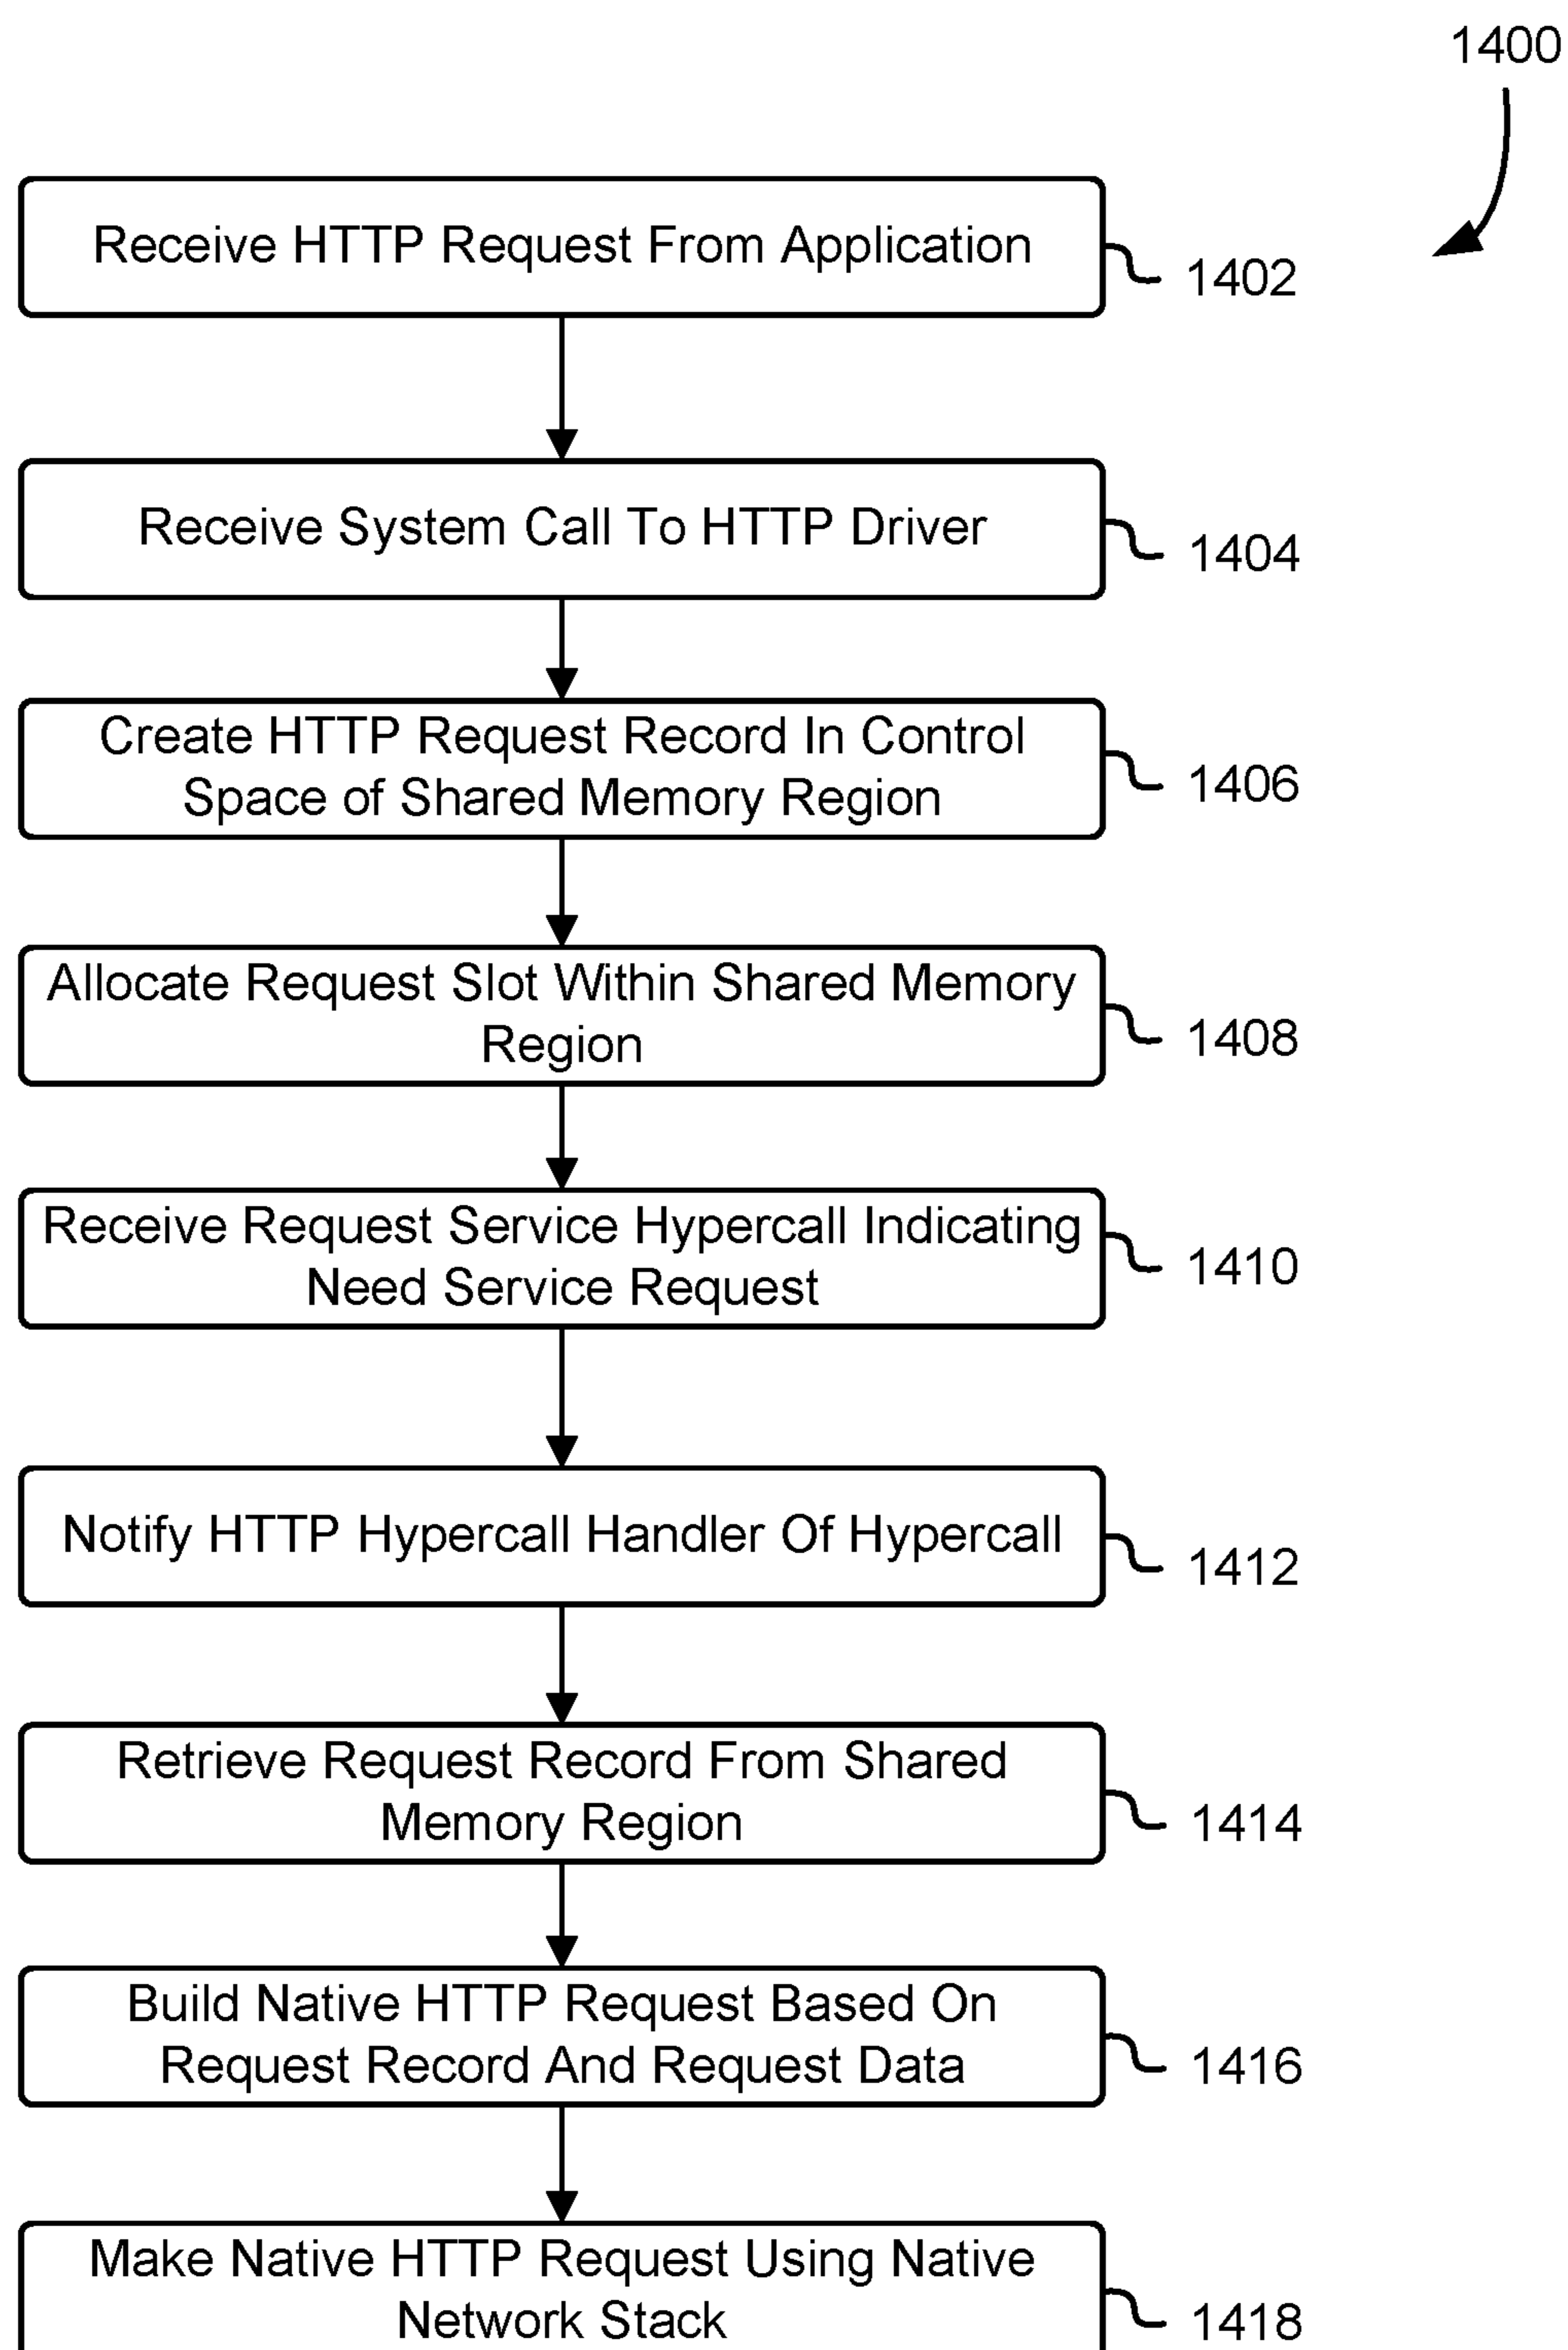 1400
Receive HTTP Request From Application
1402
Receive System Call To HTTP Driver
1404
Create HTTP Request Record In Control
Space of Shared Memory Region
1406
Allocate Request Slot Within Shared Memory
Region
1408
Receive Request Service Hypercall Indicating
Need Service Request
1410
Notify HTTP Hypercall Handler Of Hypercall
1412
Retrieve Request Record From Shared
Memory Region
1414
Build Native HTTP Request Based On
Request Record And Request Data
1416
Make Native HTTP Request Using Native
Network Stack
1418